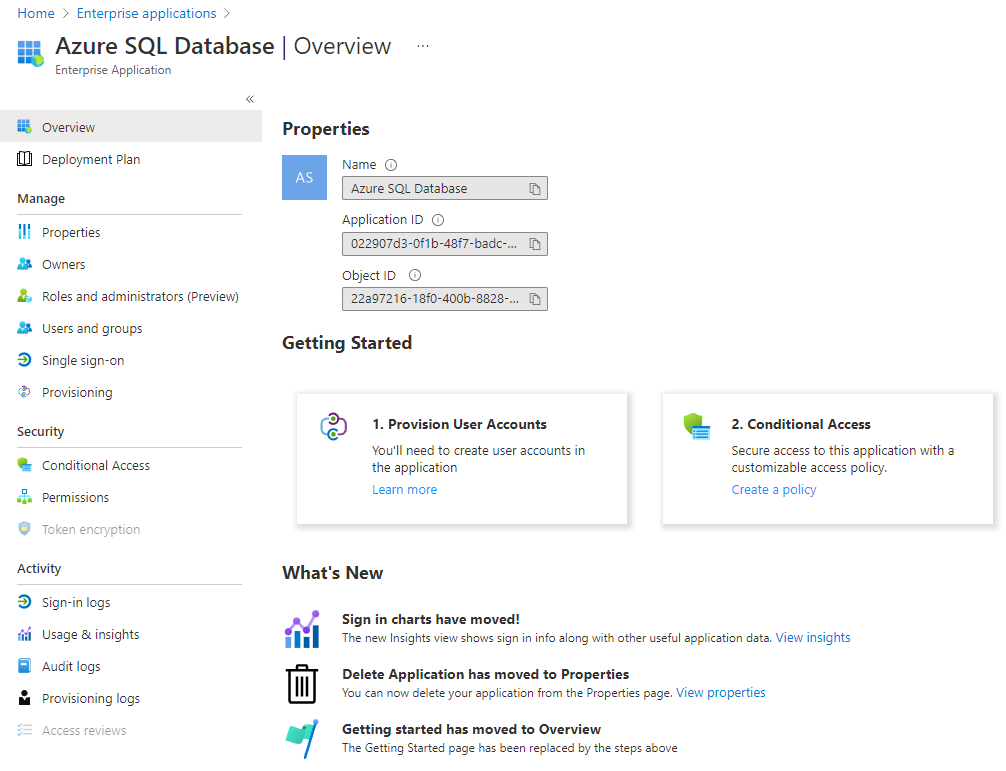 Home > Enterprise applications >
Azure SQL Database | Overview ...
Enterprise Application
«
Overview
Deployment Plan
Manage
Properties
Owners
Roles and administrators (Preview)
Users and groups
Single sign-on
Provisioning
Security
Conditional Access
Permissions
Token encryption
Activity
Sign-in logs
Usage & insights
Audit logs
Provisioning logs
Access reviews
Properties
AS
Name
Azure SQL Database
Application ID
022907d3-0f1b-48f7-badc-...
Object ID
22a97216-18f0-400b-8828-...
Getting Started
1. Provision User Accounts
You'll need to create user accounts in
the application
Learn more
2. Conditional Access
Secure access to this application with a
customizable access policy.
Create a policy
What's New
Sign in charts have moved!
The new Insights view shows sign in info along with other useful application data. View insights
Delete Application has moved to Properties
You can now delete your application from the Properties page. View properties
Getting started has moved to Overview
The Getting Started page has been replaced by the steps above